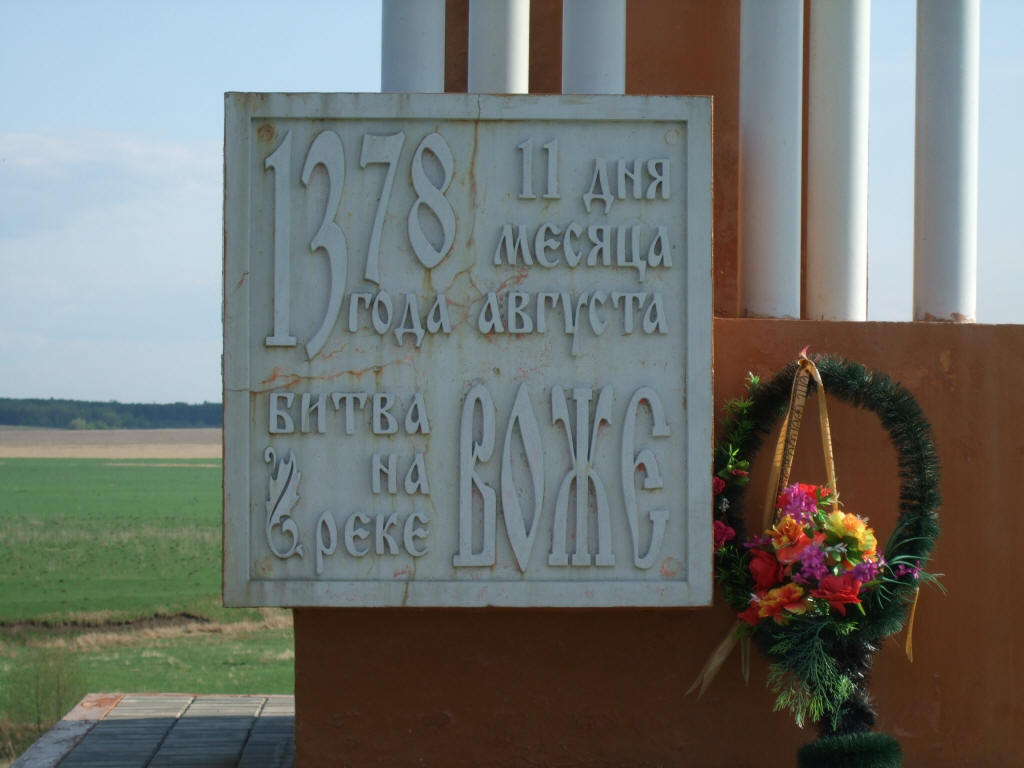 1378
11 ДНЯ
МЕСЯЦА
ГОДА АВГУСТА
БИТВА
НА
РЕКЕ
ВОЖЕ